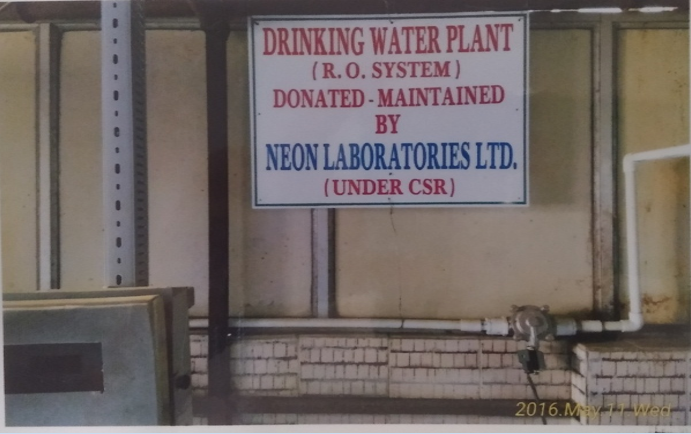 DRINKING WATER PLANT
( R. O. SYSTEM )
DONATED - MAINTAINED
BY
NEON LABORATORIES LTD.
(UNDER CSR)
2016.May.11.Wed